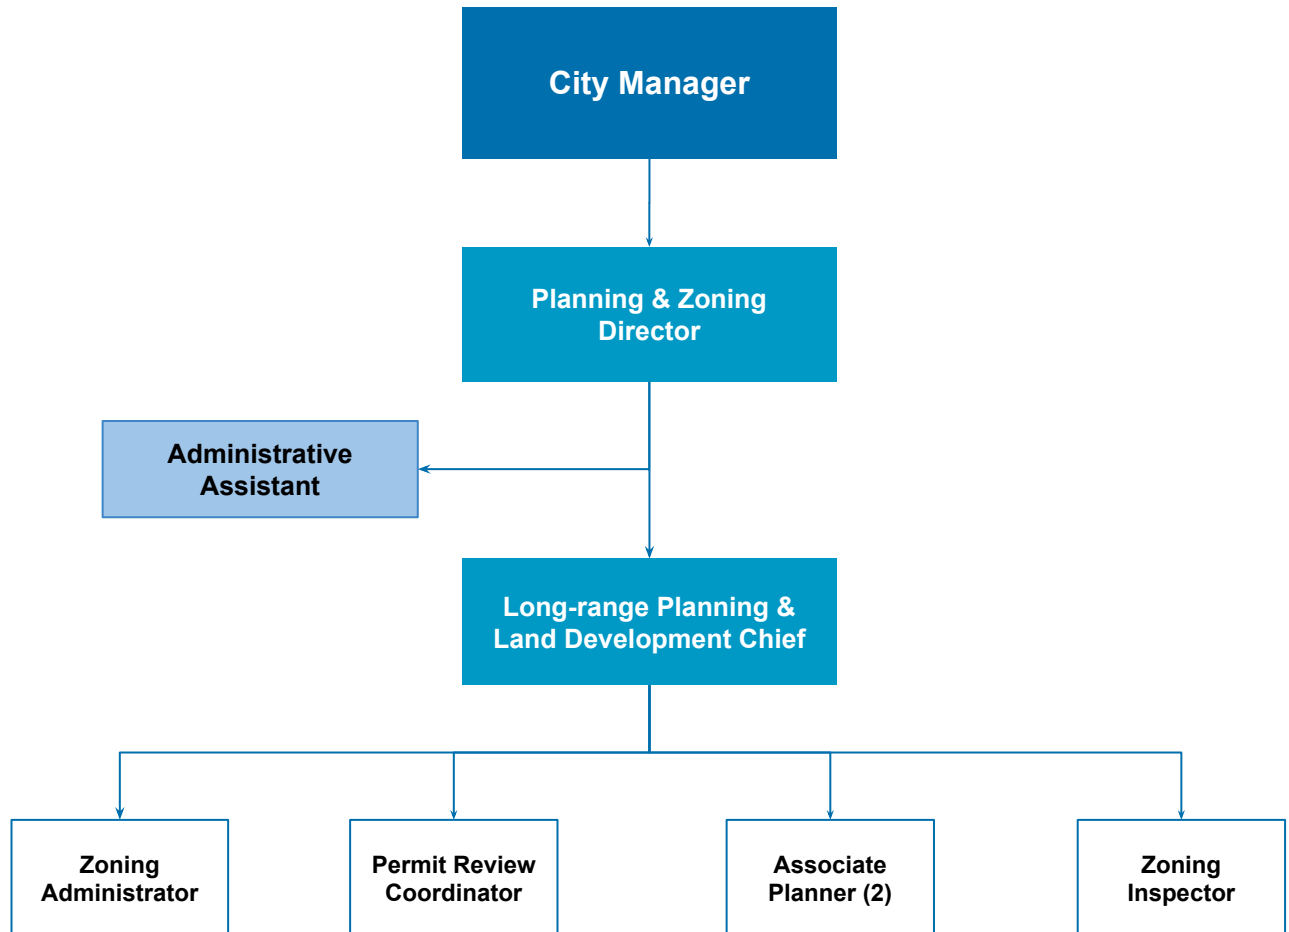 City Manager
Planning & Zoning
Director
Administrative
Assistant
Long-range Planning &
Land Development Chief
Zoning
Administrator
Permit Review
Coordinator
Associate
Planner (2)
Zoning
Inspector